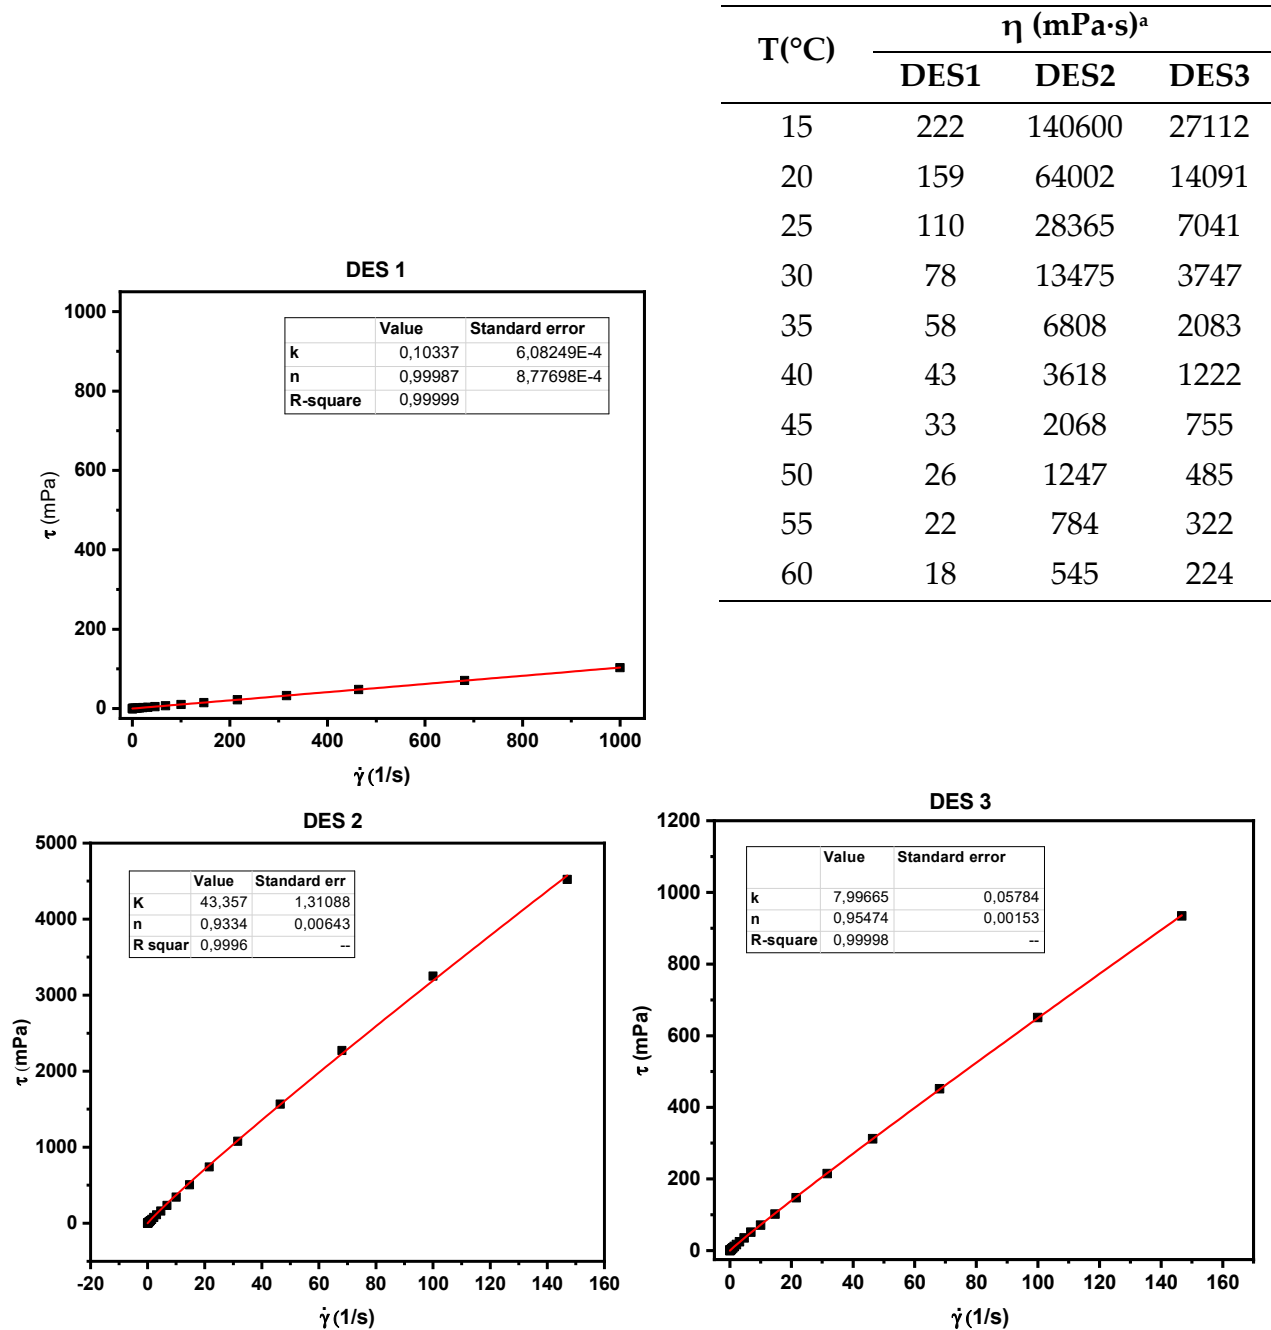 T(°C) η (mPa·s)ᵃ
DES1 DES2 DES3
15 222 140600 27112
20 159 64002 14091
25 110 28365 7041
30 78 13475 3747
35 58 6808 2083
40 43 3618 1222
45 33 2068 755
50 26 1247 485
55 22 784 322
60 18 545 224
DES 1
Value Standard error
k 0,10337 6,08249E-4
n 0,99987 8,77698E-4
R-square 0,99999
1000
800
600
400
200
0
τ (mPa)
0 200 400 600 800 1000
γ̇ (1/s)
DES 2
Value Standard err
K 43,357 1,31088
n 0,9334 0,00643
R squar 0,9996 --
5000
4000
3000
2000
1000
0
τ (mPa)
-20 0 20 40 60 80 100 120 140 160
γ̇ (1/s)
DES 3
Value Standard error
k 7,99665 0,05784
n 0,95474 0,00153
R-square 0,99998 --
1200
1000
800
600
400
200
0
τ (mPa)
0 20 40 60 80 100 120 140 160
γ̇ (1/s)